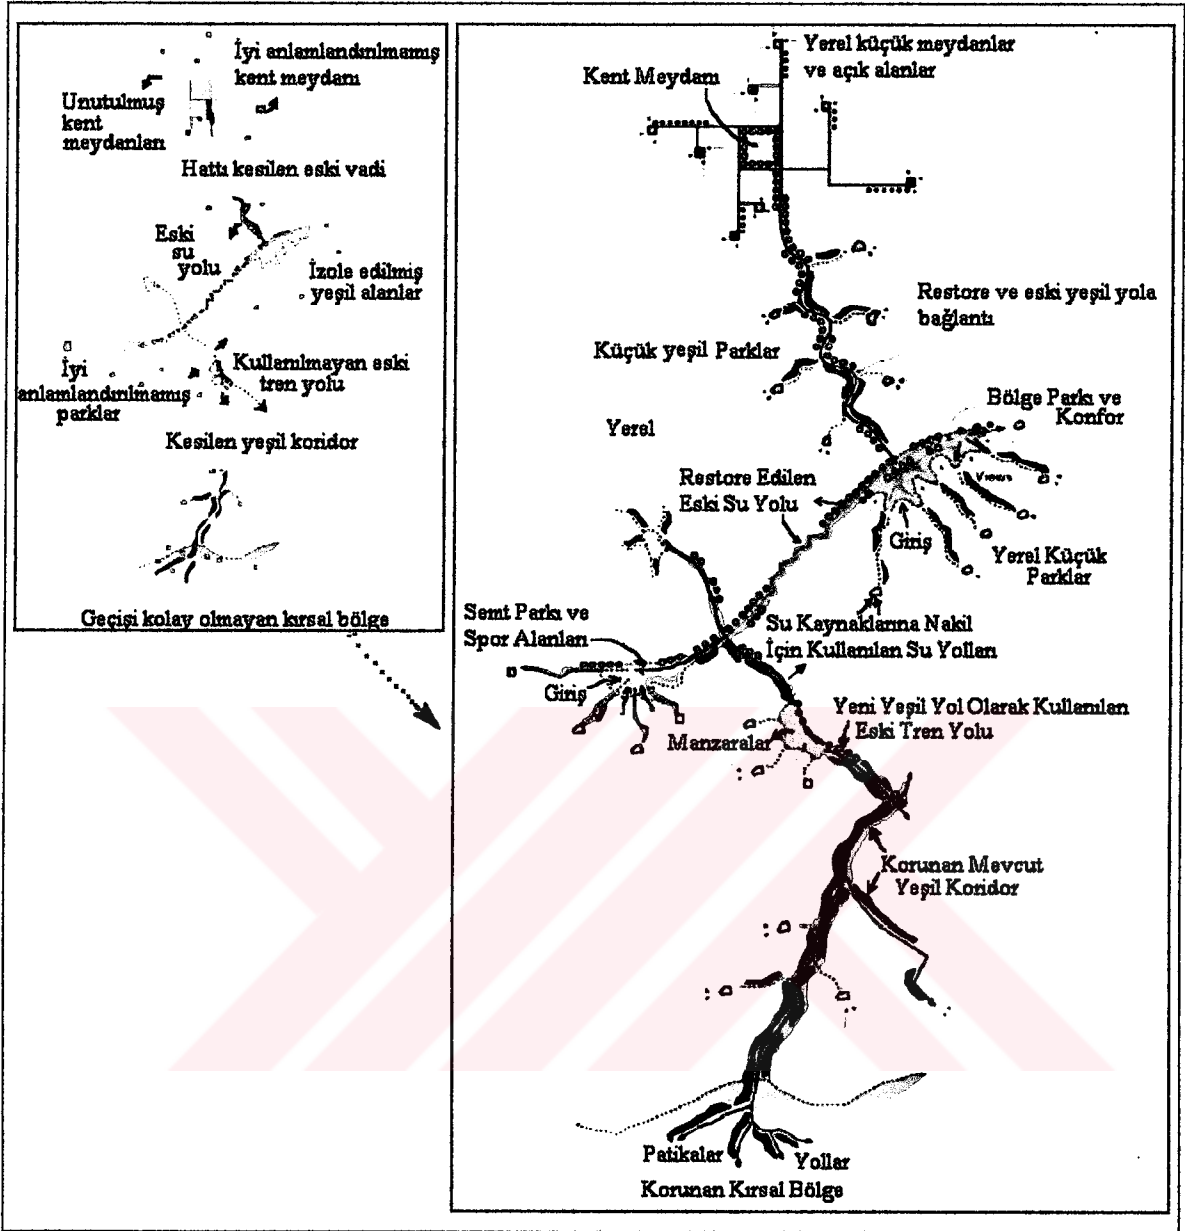 İyi anlamlandırılmamış
kent meydanı
Unutulmuş
kent
meydanları
Hattı kesilen eski vadi
Eski
su
yolu
İzole edilmiş
yeşil alanlar
İyi
anlamlandırılmamış
parklar
Kullanılmayan eski
tren yolu
Kesilen yeşil koridor
Geçişi kolay olmayan kırsal bölge
Yerel küçük meydanlar
ve açık alanlar
Kent Meydanı
Restore ve eski yeşil yola
bağlantı
Küçük yeşil Parklar
Bölge Parkı ve
Konfor
Yerel
Restore Edilen
Eski Su Yolu
Views
Giriş
Yerel Küçük
Parklar
Semt Parkı ve
Spor Alanları
Su Kaynaklarına Nakil
İçin Kullanılan Su Yolları
Giriş
Yeni Yeşil Yol Olarak Kullanılan
Eski Tren Yolu
Manzaralar
Korunan Mevcut
Yeşil Koridor
Patikalar
Yollar
Korunan Kırsal Bölge